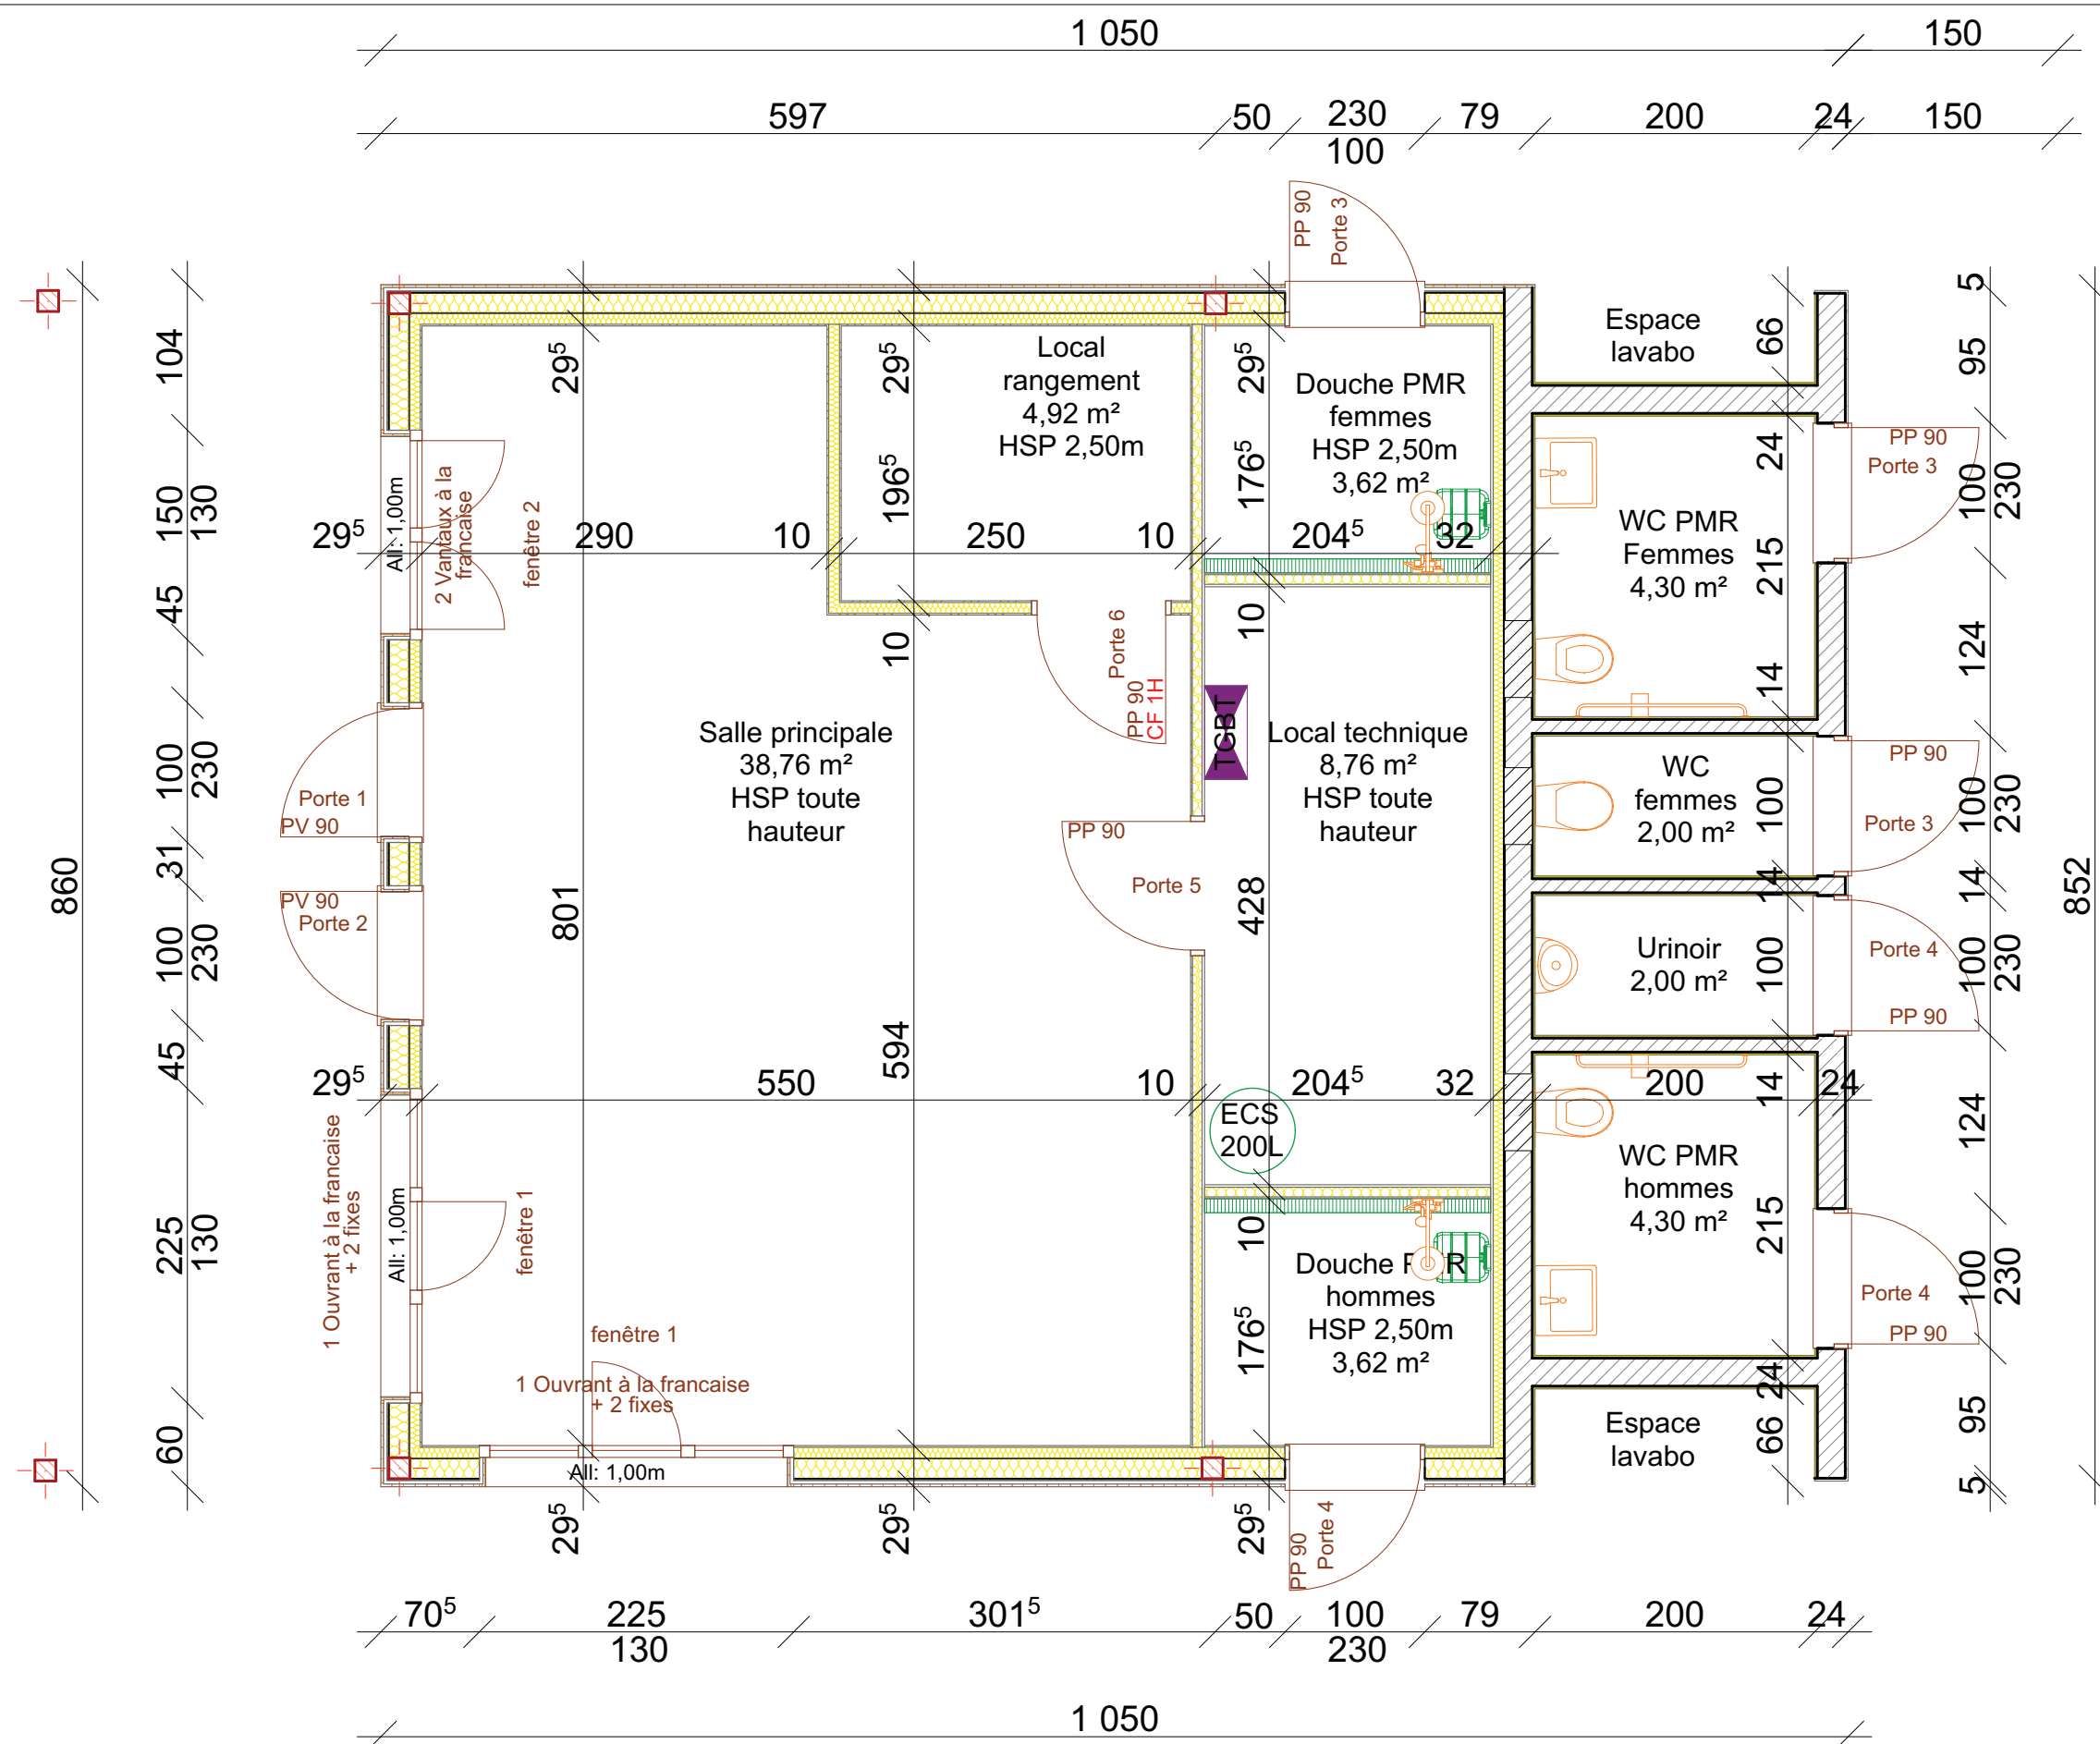 1 050
150
597
50
230
100
79
200
24
150
PP 90
Porte 3
104
150
130
45
100
230
31
100
230
45
225
130
60
860
29⁵
29⁵
29⁵
Local
rangement
4,92 m²
HSP 2,50m
Douche PMR
femmes
HSP 2,50m
3,62 m²
Espace
lavabo
66
5
95
All: 1,00m
2 Vantaux à la
francaise
fenêtre 2
196⁵
176⁵
29⁵
290
10
250
10
204⁵
32
WC PMR
Femmes
4,30 m²
24
215
14
PP 90
Porte 3
100
230
124
10
10
Porte 6
PP 90
CF 1H
TGBT
Salle principale
38,76 m²
HSP toute
hauteur
Local technique
8,76 m²
HSP toute
hauteur
WC
femmes
2,00 m²
100
14
PP 90
Porte 3
100
230
14
852
Porte 1
PV 90
PV 90
Porte 2
PP 90
Porte 5
801
594
428
Urinoir
2,00 m²
100
Porte 4
PP 90
100
230
29⁵
550
10
204⁵
32
200
24
14
124
ECS
200L
1 Ouvrant à la francaise
+ 2 fixes
All: 1,00m
fenêtre 1
WC PMR
hommes
4,30 m²
215
Porte 4
PP 90
100
230
10
Douche R
hommes
HSP 2,50m
3,62 m²
176⁵
fenêtre 1
1 Ouvrant à la francaise
+ 2 fixes
All: 1,00m
24
66
Espace
lavabo
95
5
29⁵
29⁵
29⁵
PP 90
Porte 4
70⁵
225
130
301⁵
50
100
230
79
200
24
1 050